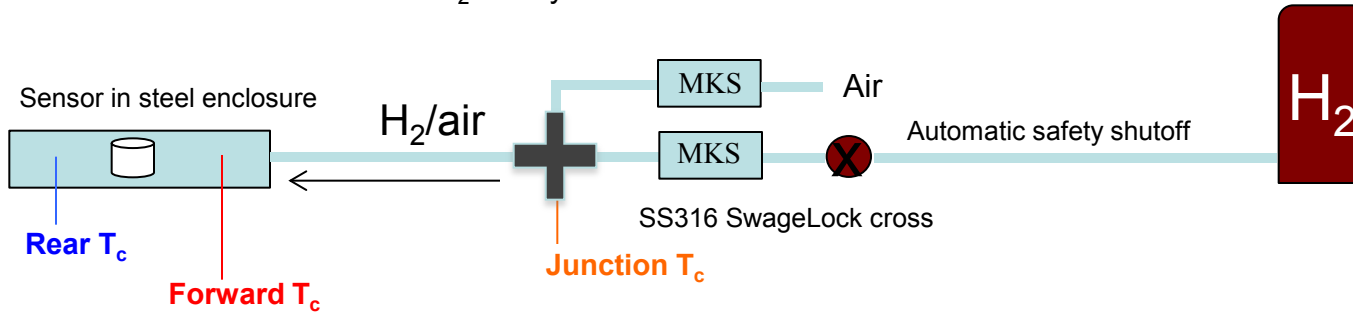 MKS
Air
H₂
Sensor in steel enclosure
H₂/air
Automatic safety shutoff
MKS
X
SS316 SwageLock cross
Rear Tc
Junction Tc
Forward Tc